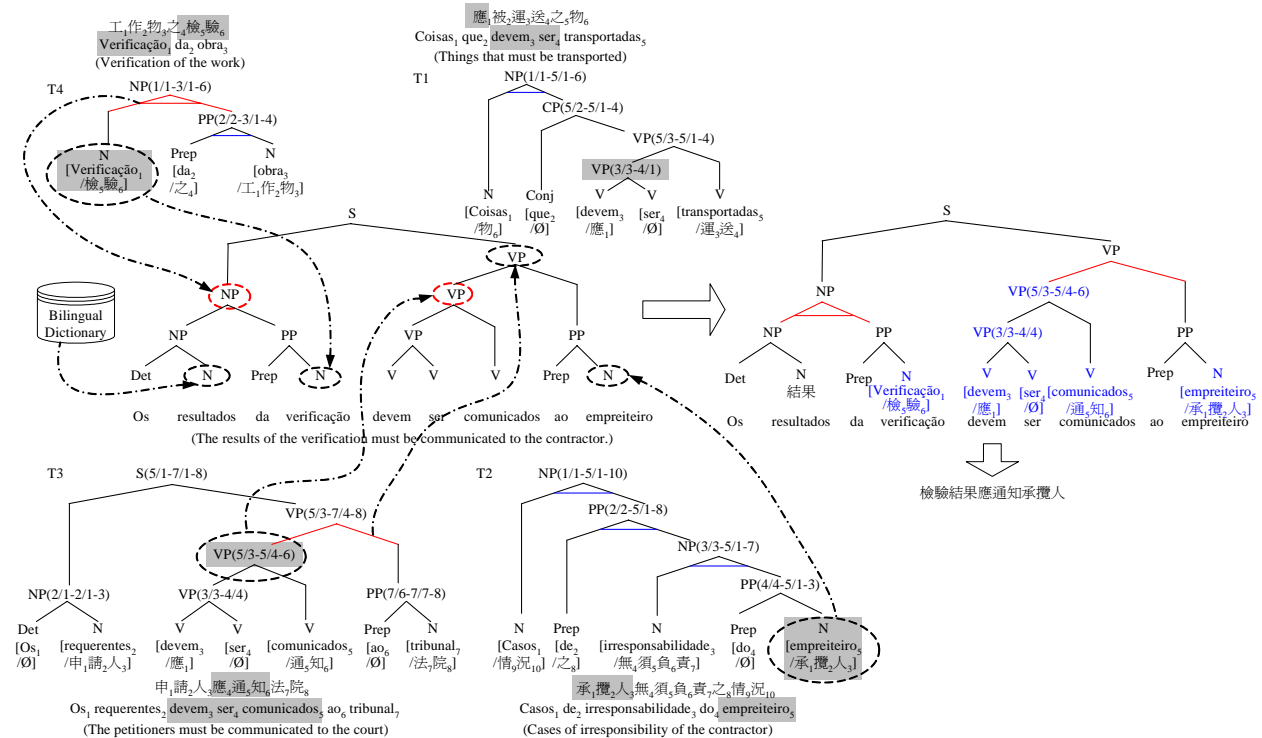 工₁作₂物₃之₄檢₅驗₆
Verificação₁ da₂ obra₃
(Verification of the work)
T4
NP(1/1-3/1-6)
PP(2/2-3/1-4)
N
[Verificação₁
/檢₅驗₆]
Prep
[da₂
/之₄]
N
[obra₃
/工₁作₂物₃]
應₁被₂運₃送₄之₅物₆
Coisas₁ que₂ devem₃ ser₄ transportadas₅
(Things that must be transported)
T1
NP(1/1-5/1-6)
CP(5/2-5/1-4)
VP(5/3-5/1-4)
VP(3/3-4/1)
N
[Coisas₁
/物₆]
Conj
[que₂
/Ø]
V
[devem₃
/應₁]
V
[ser₄
/Ø]
V
[transportadas₅
/運₃送₄]
Bilingual
Dictionary
S
VP
NP
VP
NP PP VP PP
Det N Prep N V V V Prep N
Os resultados da verificação devem ser comunicados ao empreiteiro
(The results of the verification must be communicated to the contractor.)
S
VP
NP
VP(5/3-5/4-6)
NP PP VP(3/3-4/4) PP
Det
N
結果
Prep
N
[Verificação₁
/檢₅驗₆]
V
[devem₃
/應₁]
V
[ser₄
/Ø]
V
[comunicados₅
/通₅知₆]
Prep
N
[empreiteiro₅
/承₁攬₂人₃]
Os resultados da verificação devem ser comunicados ao empreiteiro
檢驗結果應通知承攬人
T3
S(5/1-7/1-8)
VP(5/3-7/4-8)
VP(5/3-5/4-6)
NP(2/1-2/1-3)
VP(3/3-4/4)
PP(7/6-7/7-8)
Det
[Os₁
/Ø]
N
[requerentes₂
/申₁請₂人₃]
V
[devem₃
/應₁]
V
[ser₄
/Ø]
V
[comunicados₅
/通₅知₆]
Prep
[ao₆
/Ø]
N
[tribunal₇
/法₇院₈]
申₁請₂人₃應₄通₅知₆法₇院₈
Os₁ requerentes₂ devem₃ ser₄ comunicados₅ ao₆ tribunal₇
(The petitioners must be communicated to the court)
T2
NP(1/1-5/1-10)
PP(2/2-5/1-8)
NP(3/3-5/1-7)
PP(4/4-5/1-3)
N
[Casos₁
/情₉況₁₀]
Prep
[de₂
/之₈]
N
[irresponsabilidade₃
/無₄須₅負₆責₇]
Prep
[do₄
/Ø]
N
[empreiteiro₅
/承₁攬₂人₃]
承₁攬₂人₃無₄須₅負₆責₇之₈情₉況₁₀
Casos₁ de₂ irresponsabilidade₃ do₄ empreiteiro₅
(Cases of irresponsibility of the contractor)